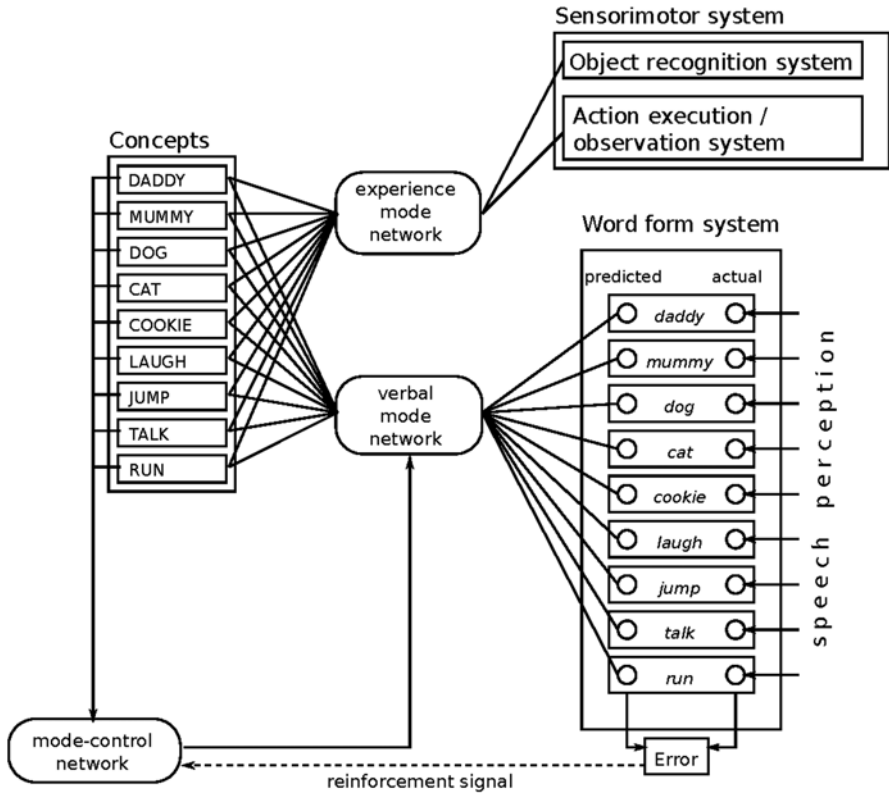 Sensorimotor system
Object recognition system
Action execution /
observation system
Concepts
DADDY
MUMMY
DOG
CAT
COOKIE
LAUGH
JUMP
TALK
RUN
experience
mode
network
verbal
mode
network
Word form system
predicted
actual
daddy
mummy
dog
cat
cookie
laugh
jump
talk
run
speech perception
mode-control
network
Error
reinforcement signal